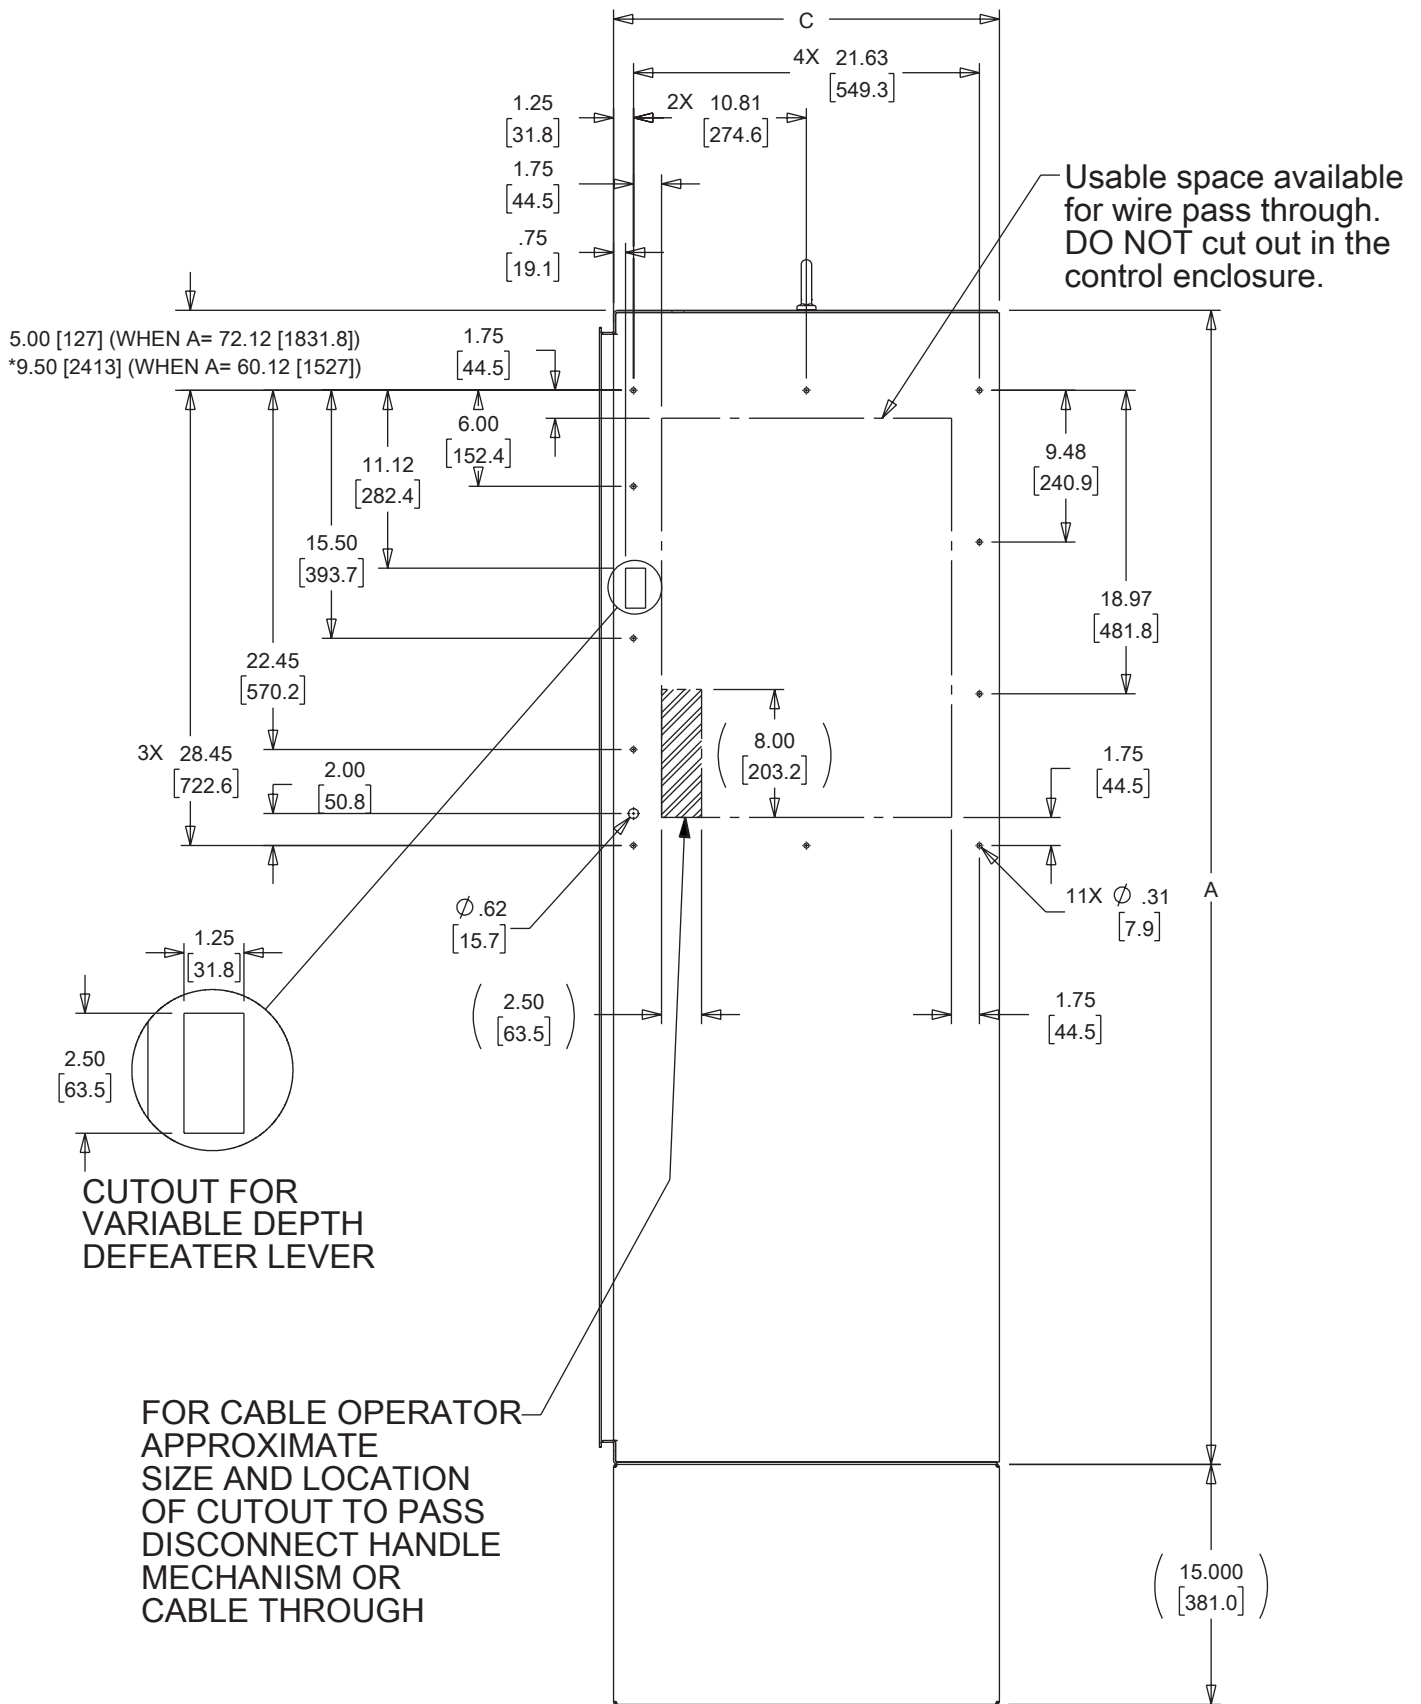 C
4X 21.63
[549.3]
1.25
[31.8]
2X 10.81
[274.6]
1.75
[44.5]
.75
[19.1]
Usable space available
for wire pass through.
DO NOT cut out in the
control enclosure.
5.00 [127] (WHEN A= 72.12 [1831.8])
*9.50 [2413] (WHEN A= 60.12 [1527])
1.75
[44.5]
6.00
[152.4]
11.12
[282.4]
15.50
[393.7]
22.45
[570.2]
3X 28.45
[722.6]
2.00
[50.8]
9.48
[240.9]
18.97
[481.8]
(8.00
[203.2])
1.75
[44.5]
A
11X Ø .31
[7.9]
Ø .62
[15.7]
(2.50
[63.5])
1.75
[44.5]
1.25
[31.8]
2.50
[63.5]
CUTOUT FOR
VARIABLE DEPTH
DEFEATER LEVER
FOR CABLE OPERATOR
APPROXIMATE
SIZE AND LOCATION
OF CUTOUT TO PASS
DISCONNECT HANDLE
MECHANISM OR
CABLE THROUGH
(15.000
[381.0])